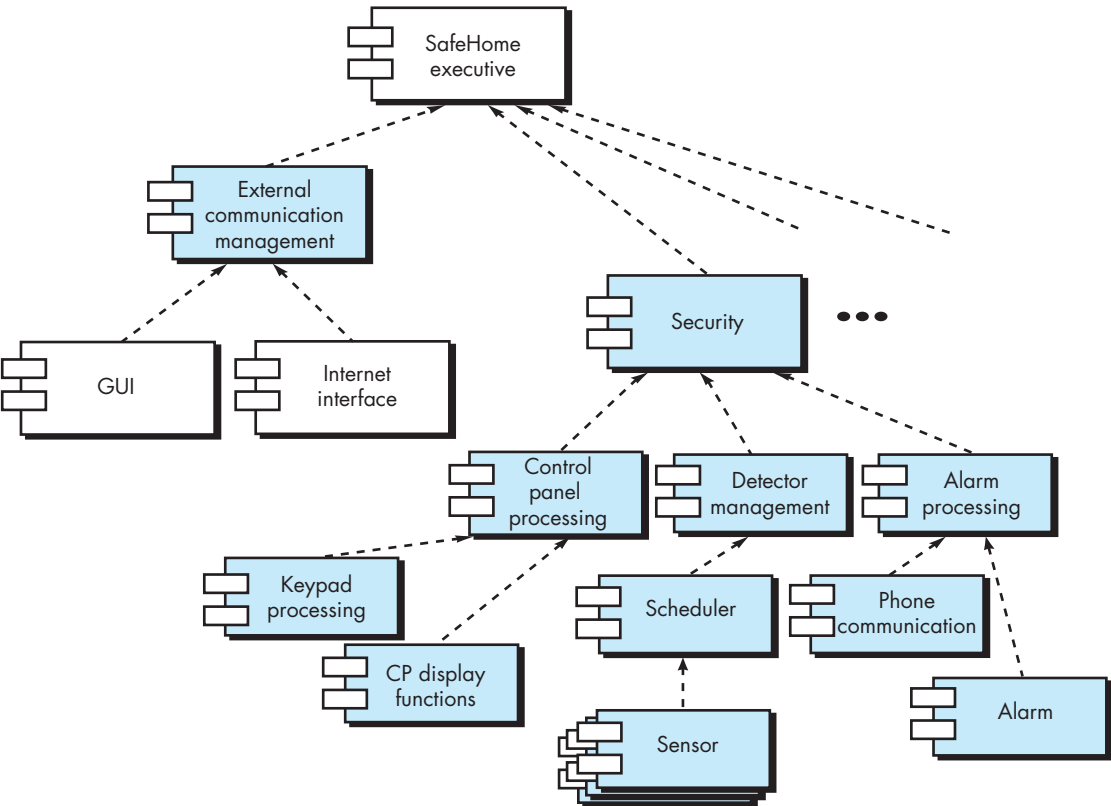 SafeHome
executive
External
communication
management
Security
GUI
Internet
interface
Control
panel
processing
Detector
management
Alarm
processing
Keypad
processing
Scheduler
Phone
communication
CP display
functions
Sensor
Alarm